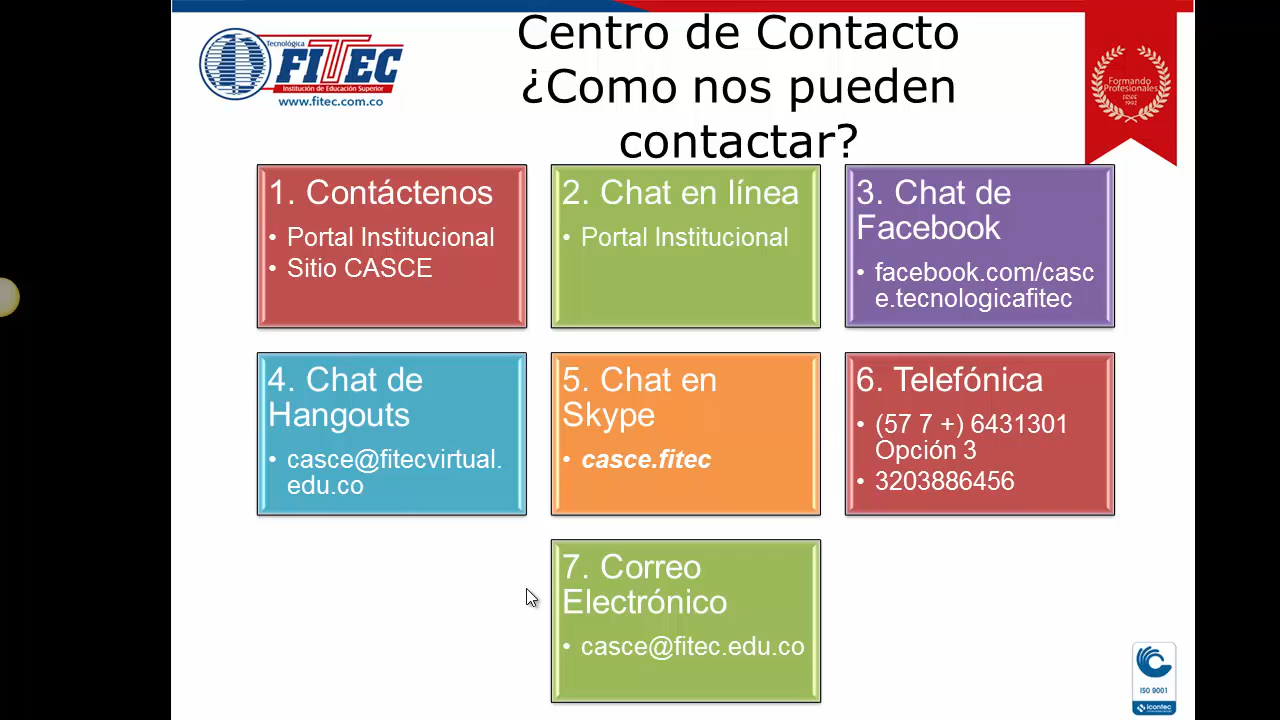 Tecnológica
FITEC
Institución de Educación Superior
www.fitec.com.co
Centro de Contacto
¿Como nos pueden
contactar?
Formando
Profesionales
DESDE
1992
1. Contáctenos
• Portal Institucional
• Sitio CASCE
2. Chat en línea
• Portal Institucional
3. Chat de
Facebook
• facebook.com/casc
e.tecnologicafitec
4. Chat de
Hangouts
• casce@fitecvirtual.
edu.co
5. Chat en
Skype
• casce.fitec
6. Telefónica
• (57 7 +) 6431301
Opción 3
• 3203886456
7. Correo
Electrónico
• casce@fitec.edu.co
ISO 9001
icontec